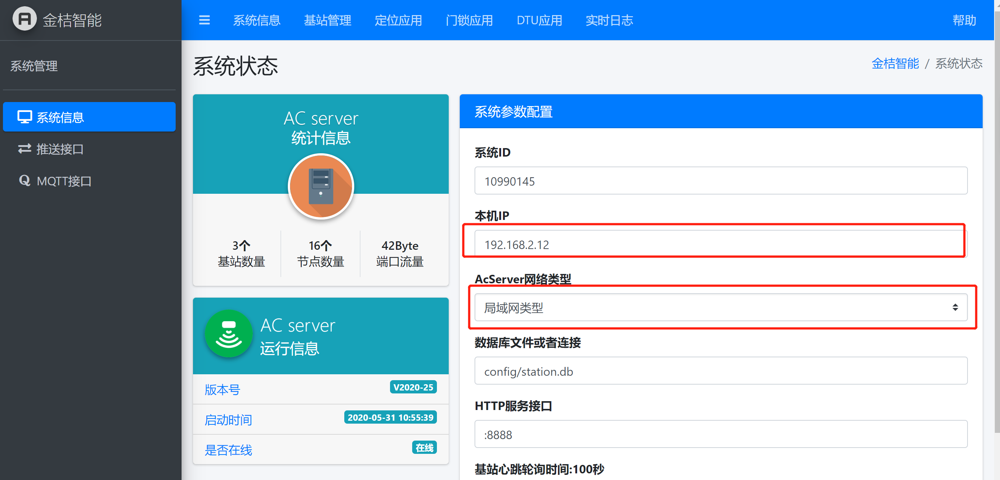 金桔智能
系统信息 基站管理 定位应用 门锁应用 DTU应用 实时日志 帮助
系统管理
系统信息
推送接口
MQTT接口
系统状态
金桔智能 / 系统状态
AC server
统计信息
3个 16个 42Byte
基站数量 节点数量 端口流量
AC server
运行信息
版本号 V2020-25
启动时间 2020-05-31 10:55:39
是否在线 在线
系统参数配置
系统ID
10990145
本机IP
192.168.2.12
AcServer网络类型
局域网类型
数据库文件或者连接
config/station.db
HTTP服务接口
:8888
基站心跳轮询时间:100秒